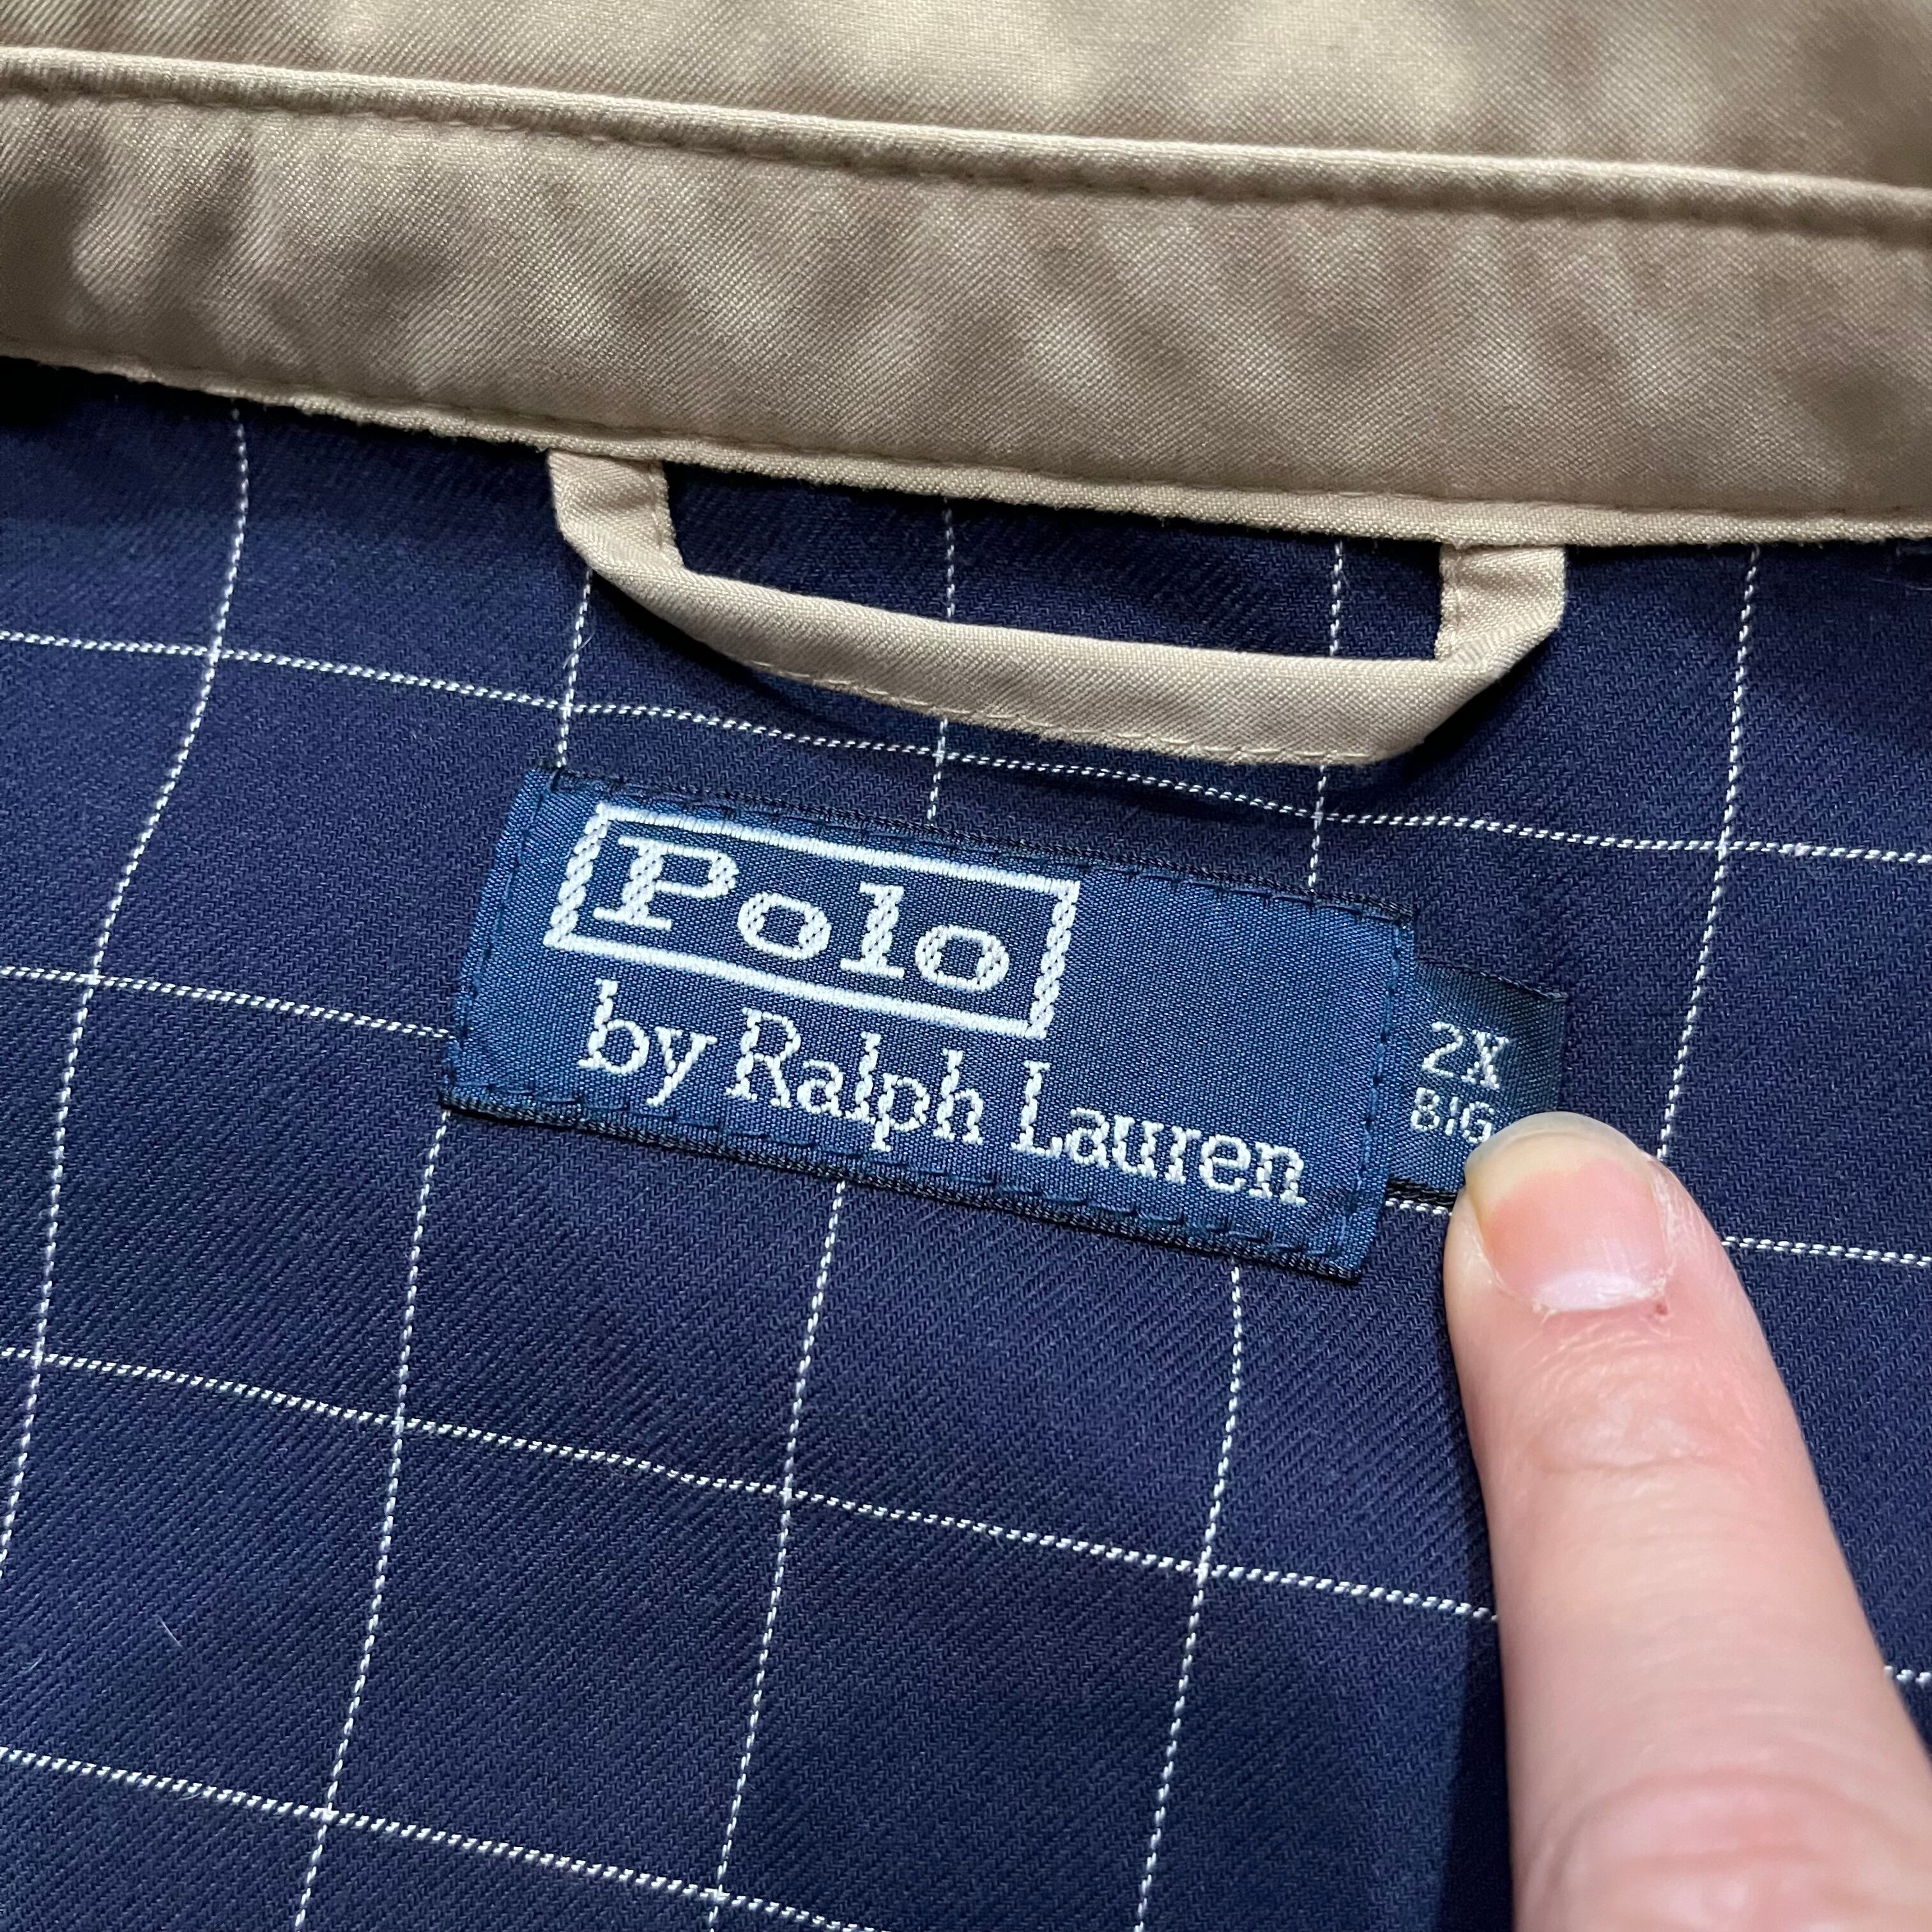 Polo
by Ralph Lauren
2X
BIG